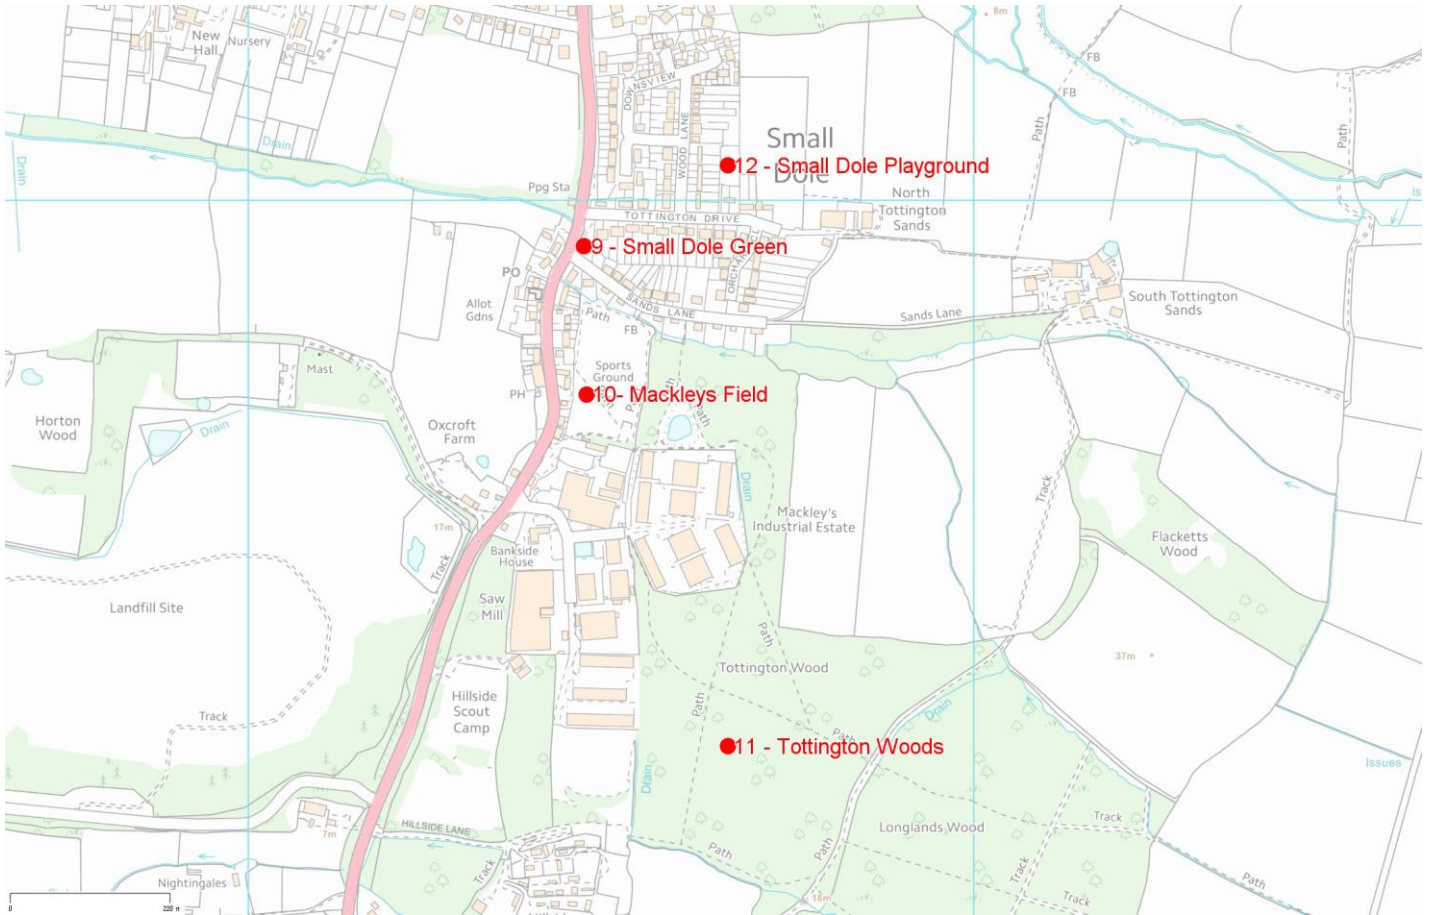 8m
New
Hall
Nursery
DOWNSVIEW
FB
FB
WOOD LANE
Path
Path
Drain
Drain
Small
Dole
12 - Small Dole Playground
Ppg Sta
North
Tottington
Sands
TOTTINGTON DRIVE
9 - Small Dole Green
PO
Allot
Gdns
SANDS LANE
Path
FB
Sands Lane
South Tottington
Sands
Mast
Sports
Ground
10- Mackleys Field
PH
Path
Horton
Wood
Drain
Oxcroft
Farm
Drain
Track
17m
Mackley's
Industrial Estate
Flacketts
Wood
Bankside
House
Track
Landfill Site
Saw
Mill
Path
Tottington Wood
37m
Hillside
Scout
Camp
Track
Path
Drain
Path
11 - Tottington Woods
Issues
Drain
7m
HILLSIDE LANE
Longlands Wood
Track
Path
Path
Track
Track
Track
Path
Nightingales
18m
0
220 m